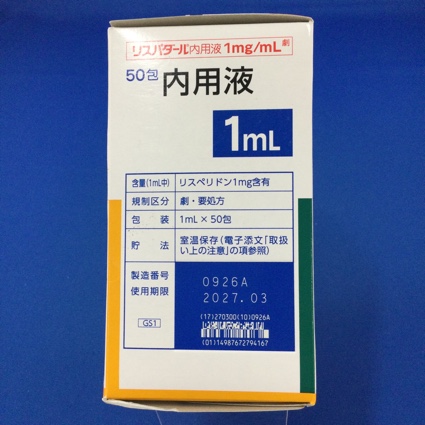 リスパダール内用液 1mg/mL 劇
50包 内用液
1mL
含量(1mL中) リスペリドン1mg含有
規制区分 劇・要処方
包装 1mL×50包
貯法 室温保存(電子添文「取扱
い上の注意」の項参照)
製造番号 0926A
使用期限 2027.03
(17)270300(10)0926A
GS1
(01)14987672794167